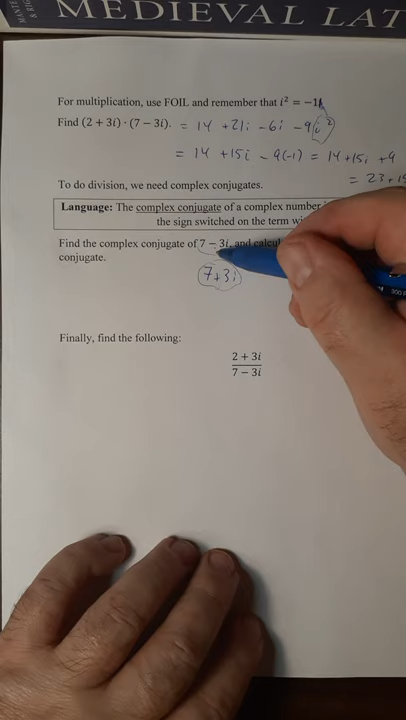 MEDIEVAL LAT
For multiplication, use FOIL and remember that i² = −1
Find (2 + 3i) · (7 − 3i). = 14 + 21i − 6i − 9i²
= 14 + 15i − 9(-1) = 14 + 15i + 9
= 23 + 15
To do division, we need complex conjugates.
Language: The complex conjugate of a complex number
the sign switched on the term
Find the complex conjugate of 7 − 3i, and
conjugate.
7+3i
Finally, find the following:
2 + 3i
7 − 3i